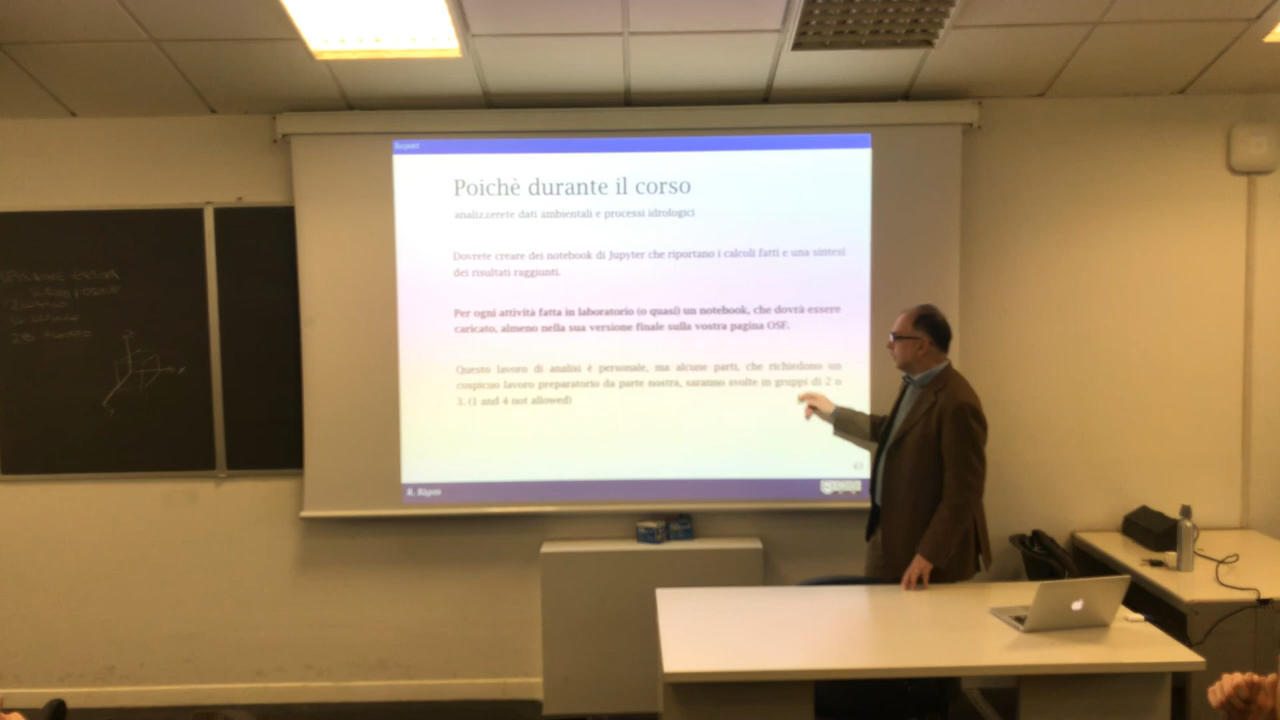 Report
Poichè durante il corso
analizzerete dati ambientali e processi idrologici
Dovrete creare dei notebook di Jupyter che riportano i calcoli fatti e una sintesi
dei risultati raggiunti.
Per ogni attività fatta in laboratorio (o quasi) un notebook, che dovrà essere
caricato, almeno nella sua versione finale sulla vostra pagina OSF.
Questo lavoro di analisi è personale, ma alcune parti, che richiedono un
cospicuo lavoro preparatorio da parte nostra, saranno svolte in gruppi di 2 o
3. (1 and 4 not allowed)
R. Rigon